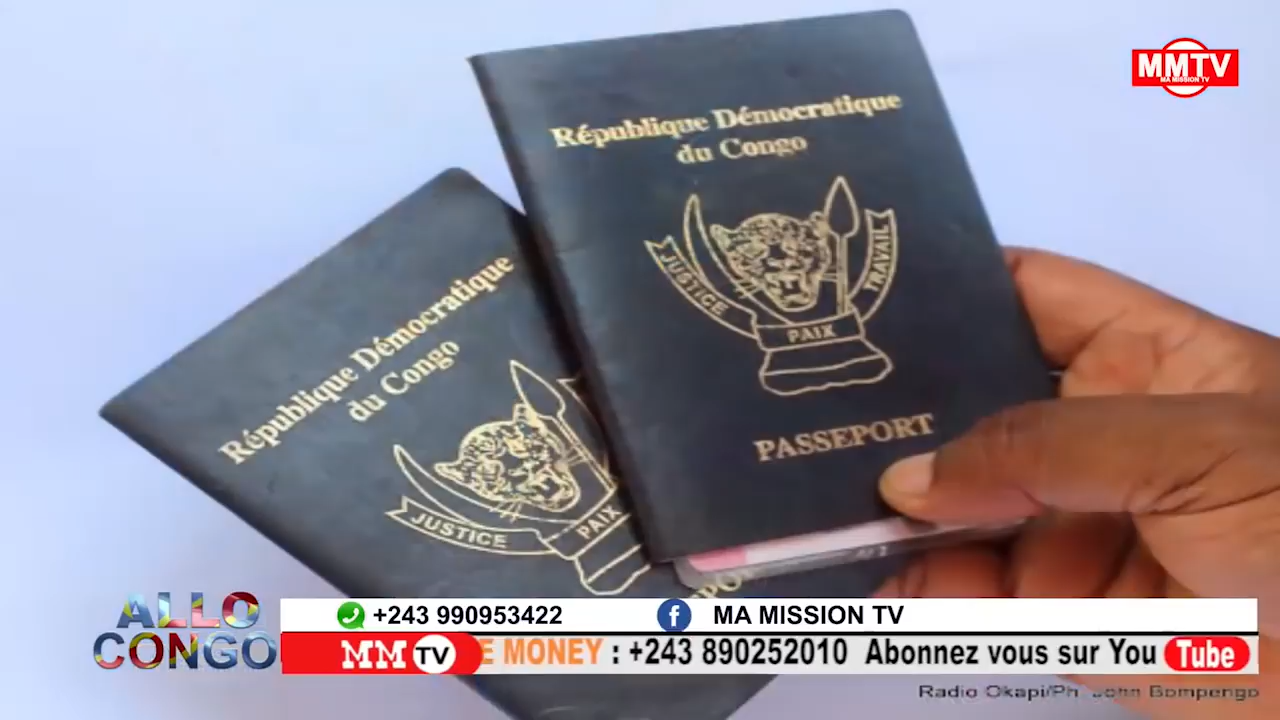 MMTV
MA MISSION TV
République Démocratique
du Congo
JUSTICE
PAIX
TRAVAIL
PASSEPORT
République Démocratique
du Congo
JUSTICE
PAIX
ALLO
CONGO
+243 990953422
MA MISSION TV
MM TV
MONEY : +243 890252010 Abonnez vous sur You Tube
Radio Okapi/Ph. John Bompengo